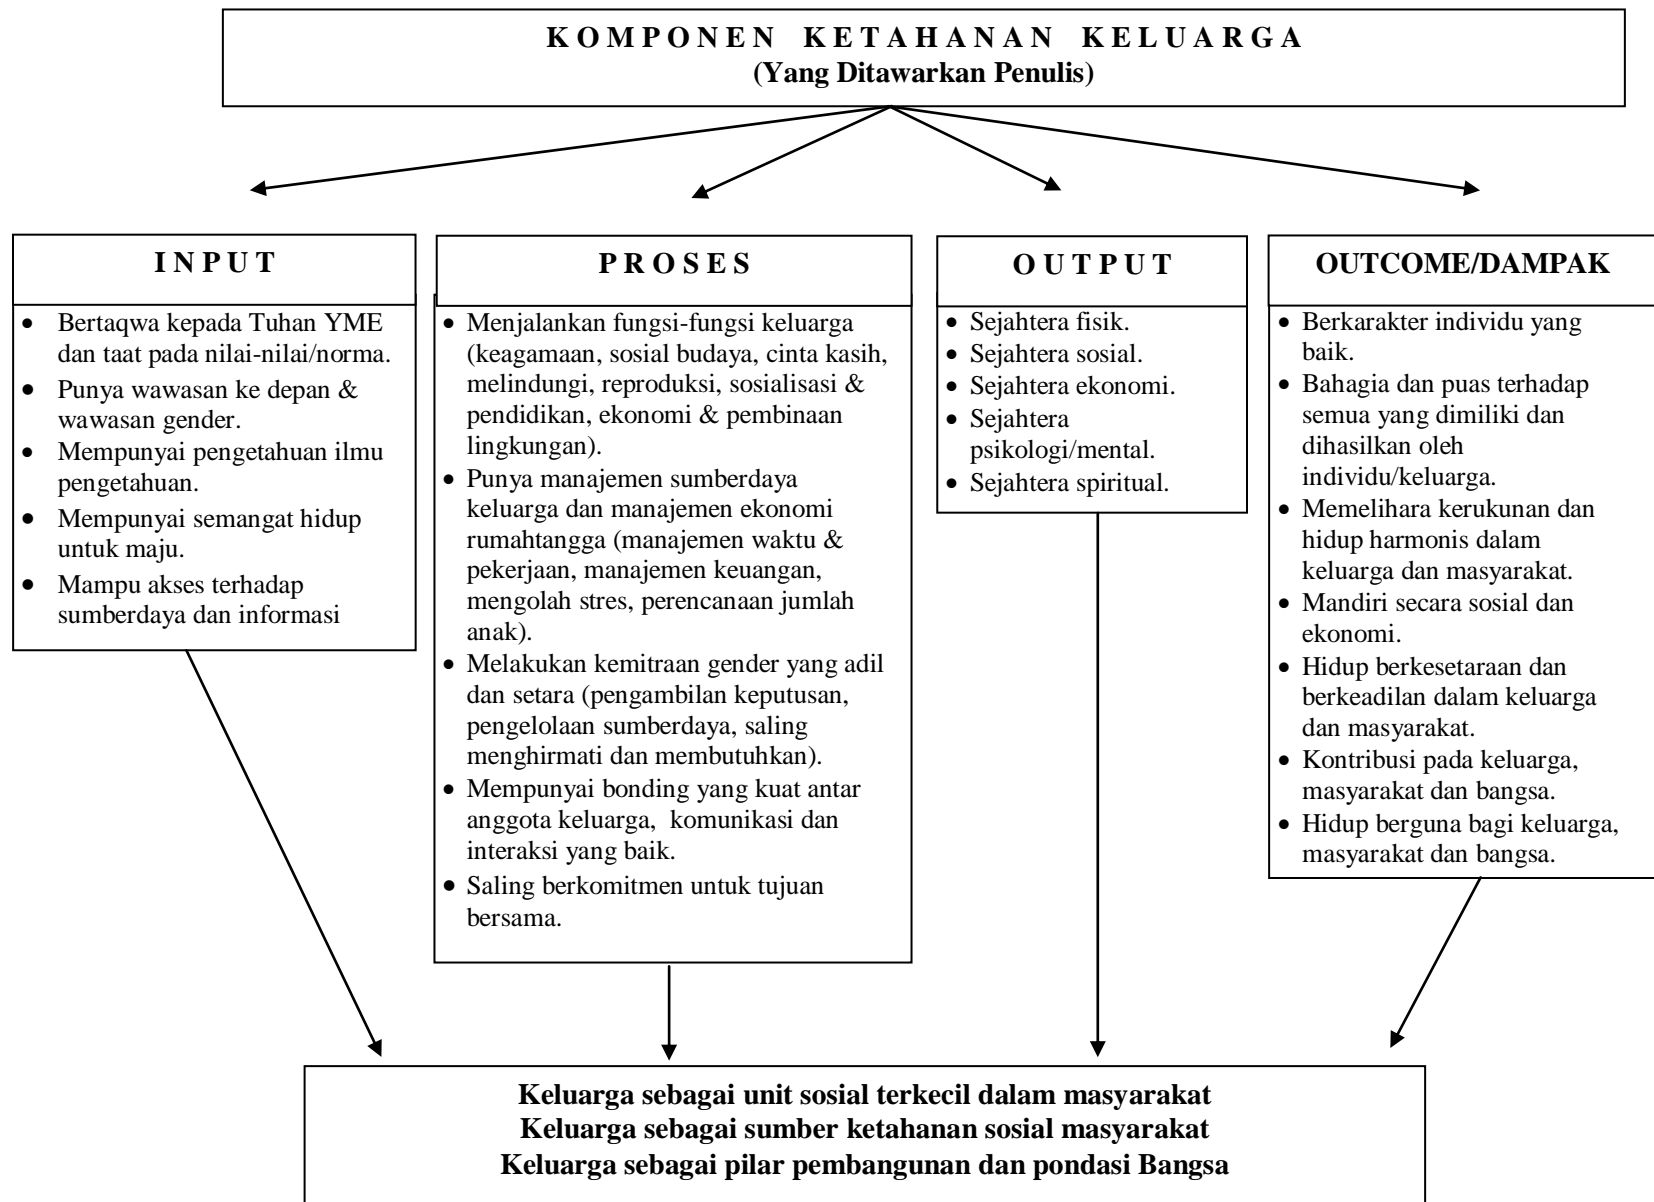 K O M P O N E N K E T A H A N A N K E L U A R G A
(Yang Ditawarkan Penulis)
I N P U T
• Bertaqwa kepada Tuhan YME
dan taat pada nilai-nilai/norma.
• Punya wawasan ke depan &
wawasan gender.
• Mempunyai pengetahuan ilmu
pengetahuan.
• Mempunyai semangat hidup
untuk maju.
• Mampu akses terhadap
sumberdaya dan informasi
P R O S E S
• Menjalankan fungsi-fungsi keluarga
(keagamaan, sosial budaya, cinta kasih,
melindungi, reproduksi, sosialisasi &
pendidikan, ekonomi & pembinaan
lingkungan).
• Punya manajemen sumberdaya
keluarga dan manajemen ekonomi
rumahtangga (manajemen waktu &
pekerjaan, manajemen keuangan,
mengolah stres, perencanaan jumlah
anak).
• Melakukan kemitraan gender yang adil
dan setara (pengambilan keputusan,
pengelolaan sumberdaya, saling
menghirmati dan membutuhkan).
• Mempunyai bonding yang kuat antar
anggota keluarga, komunikasi dan
interaksi yang baik.
• Saling berkomitmen untuk tujuan
bersama.
O U T P U T
• Sejahtera fisik.
• Sejahtera sosial.
• Sejahtera ekonomi.
• Sejahtera
psikologi/mental.
• Sejahtera spiritual.
OUTCOME/DAMPAK
• Berkarakter individu yang
baik.
• Bahagia dan puas terhadap
semua yang dimiliki dan
dihasilkan oleh
individu/keluarga.
• Memelihara kerukunan dan
hidup harmonis dalam
keluarga dan masyarakat.
• Mandiri secara sosial dan
ekonomi.
• Hidup berkesetaraan dan
berkeadilan dalam keluarga
dan masyarakat.
• Kontribusi pada keluarga,
masyarakat dan bangsa.
• Hidup berguna bagi keluarga,
masyarakat dan bangsa.
Keluarga sebagai unit sosial terkecil dalam masyarakat
Keluarga sebagai sumber ketahanan sosial masyarakat
Keluarga sebagai pilar pembangunan dan pondasi Bangsa